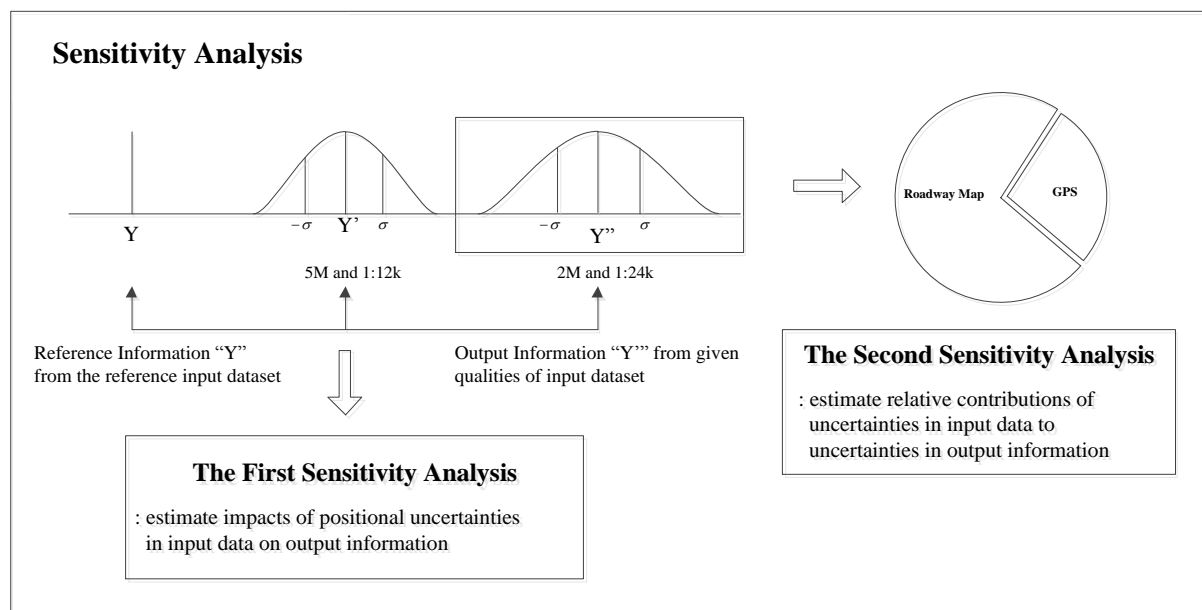 Sensitivity Analysis
Y
−σ
Y’
σ
−σ
Y”
σ
5M and 1:12k
2M and 1:24k
Roadway Map
GPS
Reference Information “Y”
from the reference input dataset
Output Information “Y’” from given
qualities of input dataset
The First Sensitivity Analysis
: estimate impacts of positional uncertainties
in input data on output information
The Second Sensitivity Analysis
: estimate relative contributions of
uncertainties in input data to
uncertainties in output information